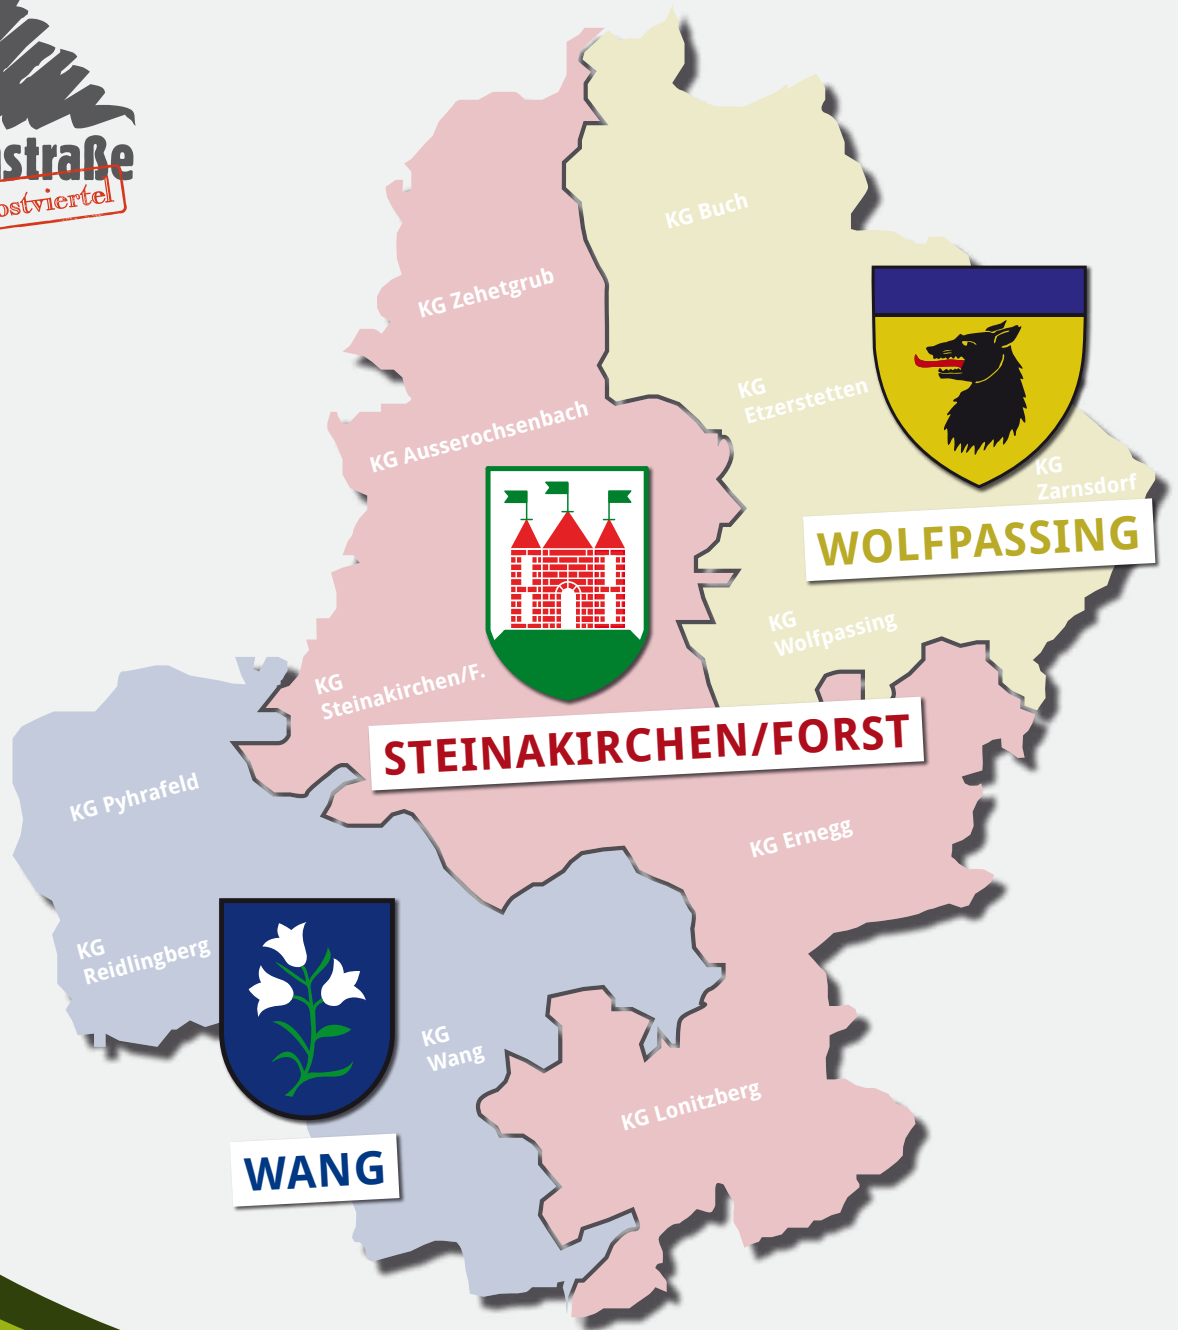 straße
ostviertel
KG Buch
KG Zehetgrub
KG
Etzerstetten
KG Ausserochsenbach
KG
Zarnsdorf
WOLFPASSING
KG
Wolfpassing
KG
Steinakirchen/F.
STEINAKIRCHEN/FORST
KG Pyhrafeld
KG Ernegg
KG
Reidlingberg
KG
Wang
KG Lonitzberg
WANG